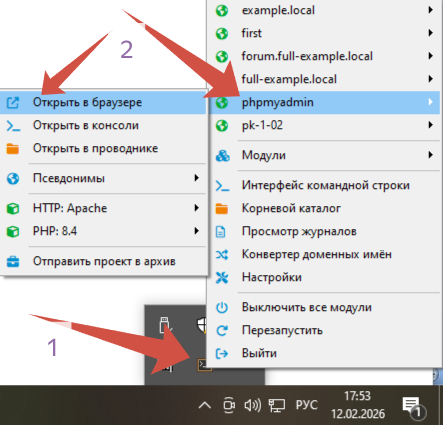 2
example.local
first
forum.full-example.local
full-example.local
phpmyadmin
pk-1-02
Модули
Интерфейс командной строки
Корневой каталог
Просмотр журналов
Конвертер доменных имён
Настройки
Выключить все модули
Перезапустить
Выйти
Открыть в браузере
Открыть в консоли
Открыть в проводнике
Псевдонимы
HTTP: Apache
PHP: 8.4
Отправить проект в архив
1
РУС
17:53
12.02.2026
1